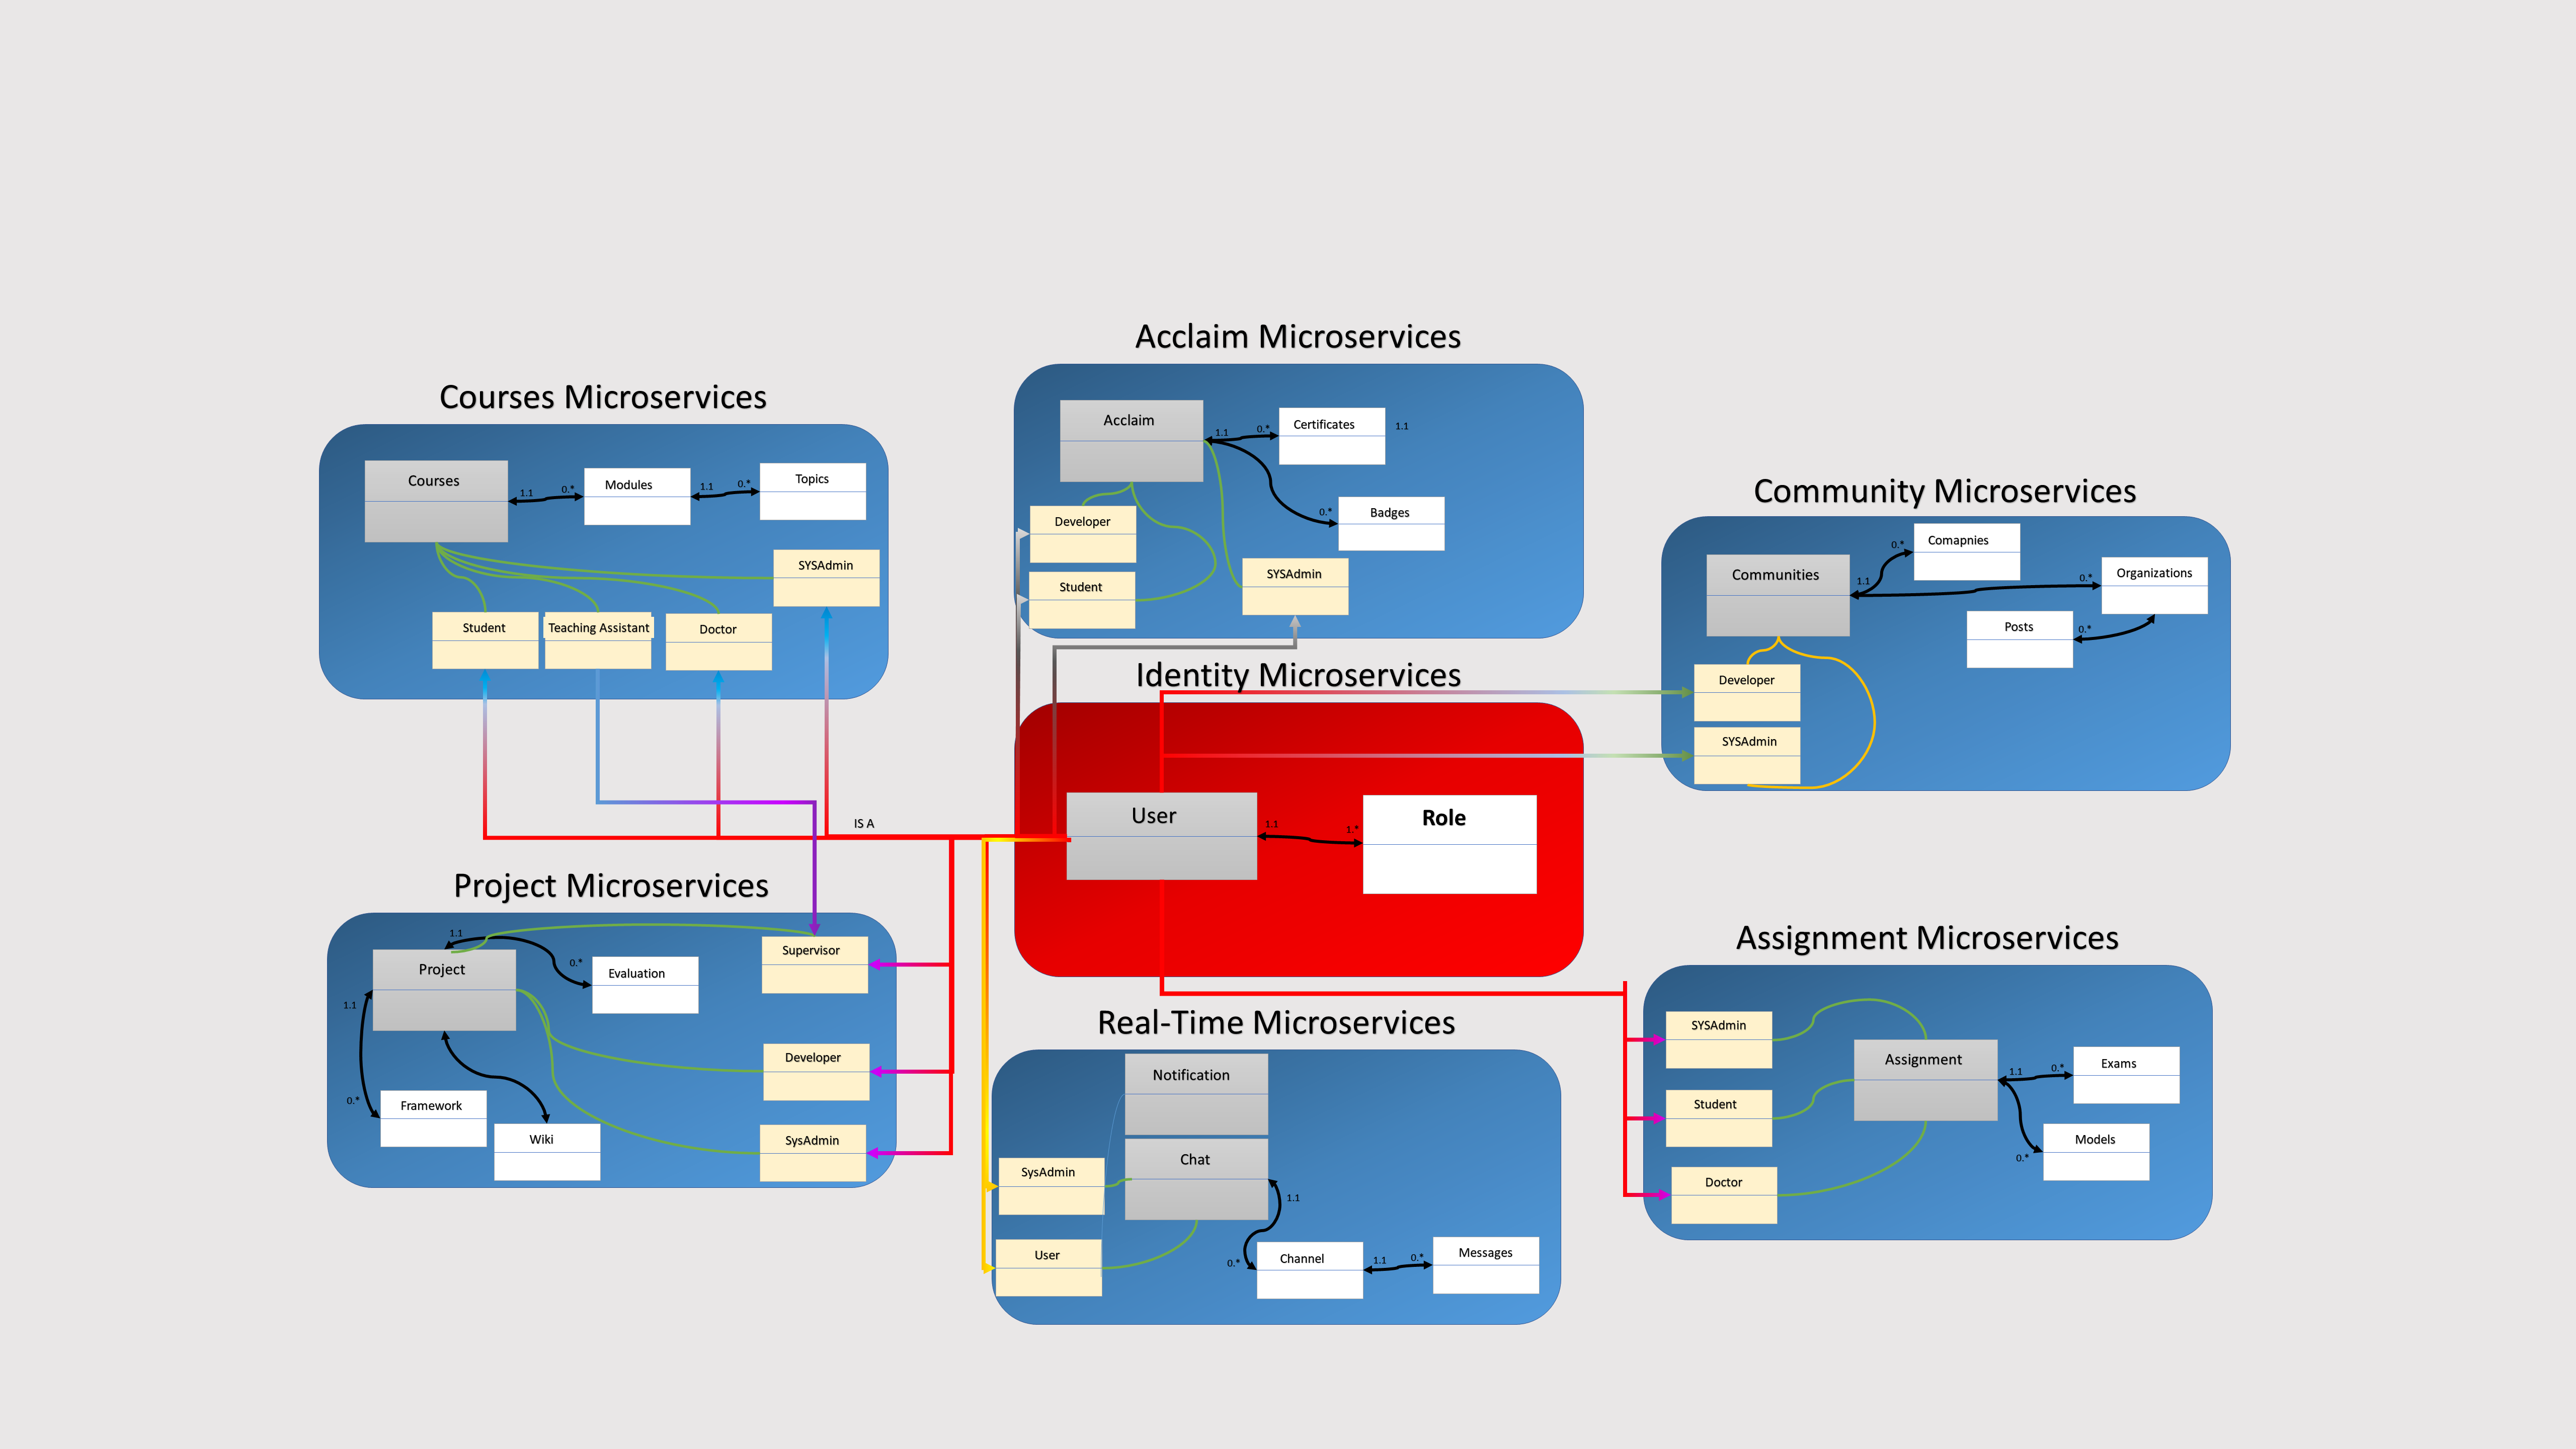 Acclaim Microservices
Acclaim
1.1
0.*
Certificates
1.1
0.*
Badges
Developer
Student
SYSAdmin
Courses Microservices
Courses
1.1
0.*
Modules
1.1
0.*
Topics
SYSAdmin
Student
Teaching Assistant
Doctor
Community Microservices
Communities
1.1
0.*
Comapnies
0.*
Organizations
Posts
0.*
Developer
SYSAdmin
Identity Microservices
User
1.1
1.*
Role
IS A
Project Microservices
1.1
Project
0.*
Evaluation
Supervisor
1.1
0.*
Framework
Wiki
Developer
SysAdmin
Real-Time Microservices
Notification
Chat
SysAdmin
User
1.1
0.*
Channel
1.1
0.*
Messages
Assignment Microservices
SYSAdmin
Student
Doctor
Assignment
1.1
0.*
Exams
0.*
Models